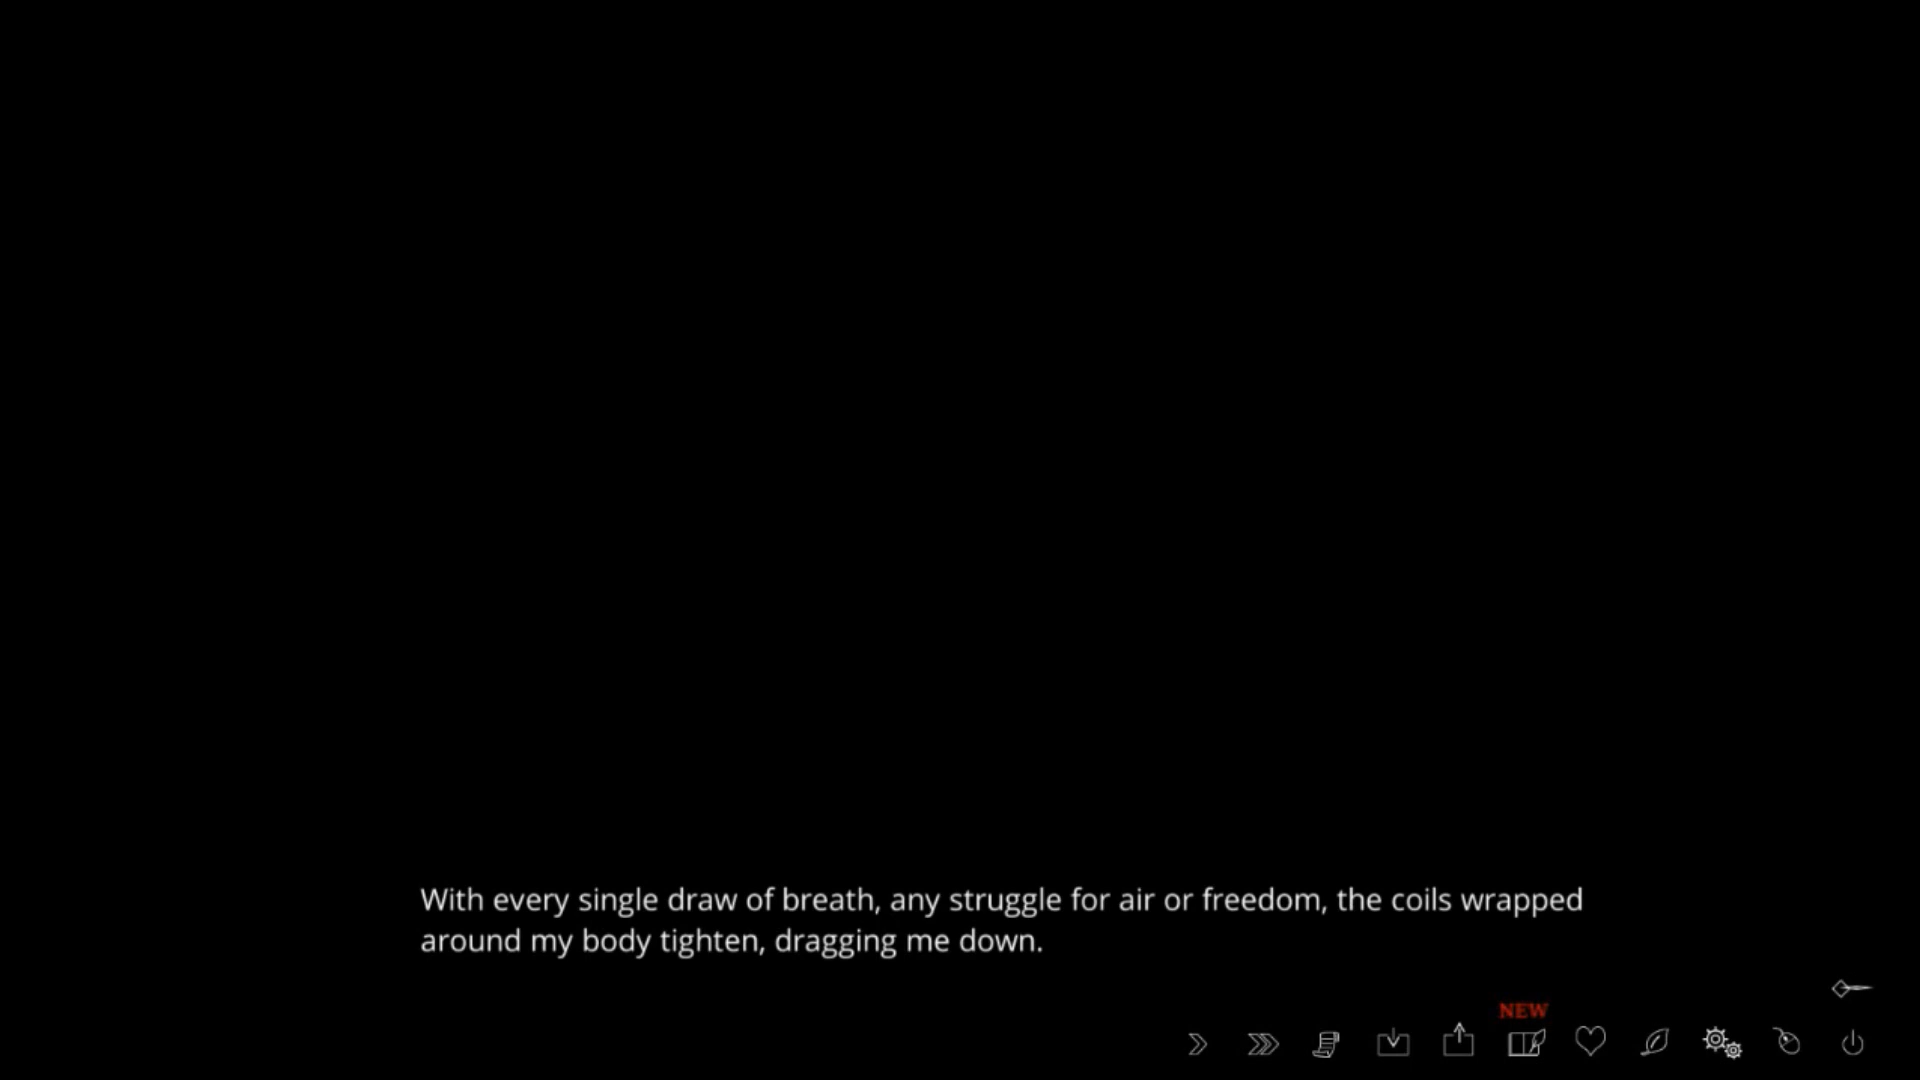 With every single draw of breath, any struggle for air or freedom, the coils wrapped
around my body tighten, dragging me down.
NEW